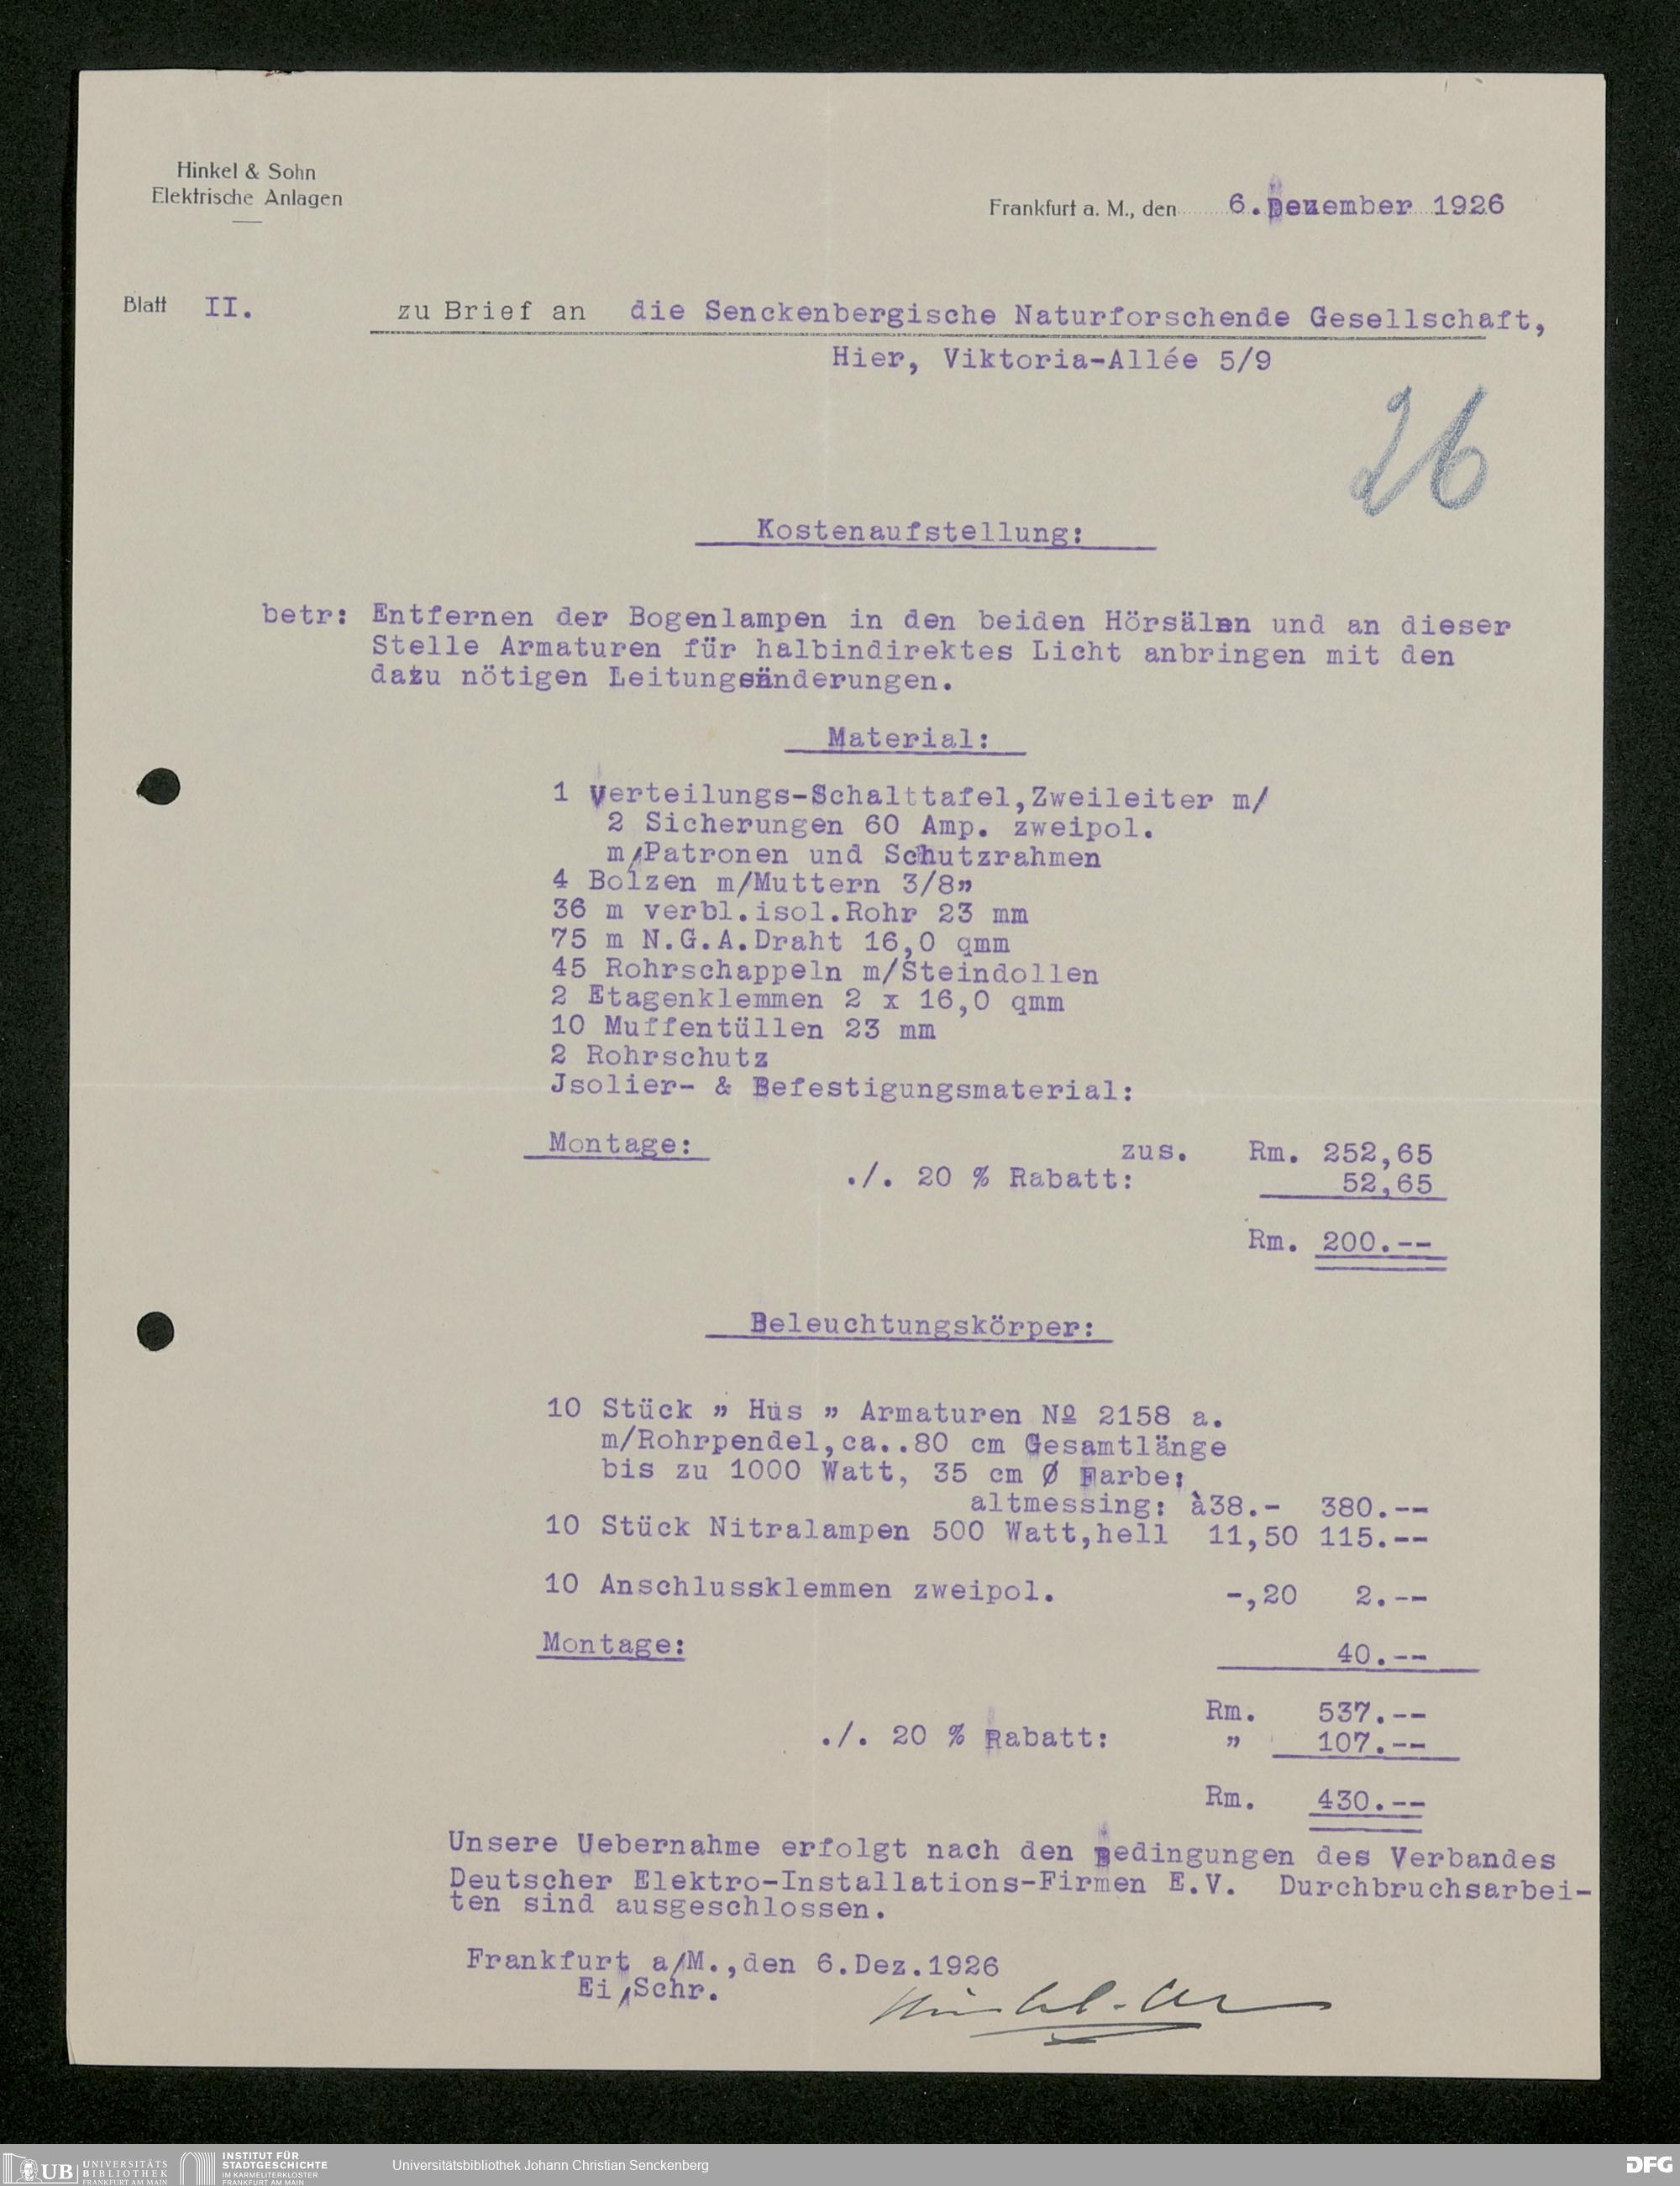 Hinkel & Sohn
Elektrische Anlagen
Frankfurt a. M., den 6. Dezember 1926
Blatt II. zu Brief an die Senckenbergische Naturforschende Gesellschaft,
Hier, Viktoria-Allée 5/9
26
Kostenaufstellung:
betr: Entfernen der Bogenlampen in den beiden Hörsälen und an dieser
Stelle Armaturen für halbindirektes Licht anbringen mit den
dazu nötigen Leitungsänderungen.
Material:
1 Verteilungs-Schalttafel,Zweileiter m/
2 Sicherungen 60 Amp. zweipol.
m/Patronen und Schutzrahmen
4 Bolzen m/Muttern 3/8"
36 m verbl.isol.Rohr 23 mm
75 m N.G.A.Draht 16,0 qmm
45 Rohrschappeln m/Steindollen
2 Etagenklemmen 2 x 16,0 qmm
10 Muffentüllen 23 mm
2 Rohrschutz
Jsolier- & Befestigungsmaterial:
Montage: zus. Rm. 252,65
./. 20 % Rabatt: 52,65
Rm. 200.--
Beleuchtungskörper:
10 Stück " Hus " Armaturen № 2158 a.
m/Rohrpendel,ca..80 cm Gesamtlänge
bis zu 1000 Watt, 35 cm Ø Farbe:
altmessing: à38.- 380.--
10 Stück Nitralampen 500 Watt,hell 11,50 115.--
10 Anschlussklemmen zweipol. -,20 2.--
Montage: 40.--
Rm. 537.--
./. 20 % Rabatt: " 107.--
Rm. 430.--
Unsere Uebernahme erfolgt nach den Bedingungen des Verbandes
Deutscher Elektro-Installations-Firmen E.V. Durchbruchsarbei-
ten sind ausgeschlossen.
Frankfurt a/M.,den 6.Dez.1926
Ei/Schr.
UB UNIVERSITÄTS
BIBLIOTHEK
FRANKFURT AM MAIN
INSTITUT FÜR
STADTGESCHICHTE
IM KARMELITERKLOSTER
FRANKFURT AM MAIN
Universitätsbibliothek Johann Christian Senckenberg
DFG